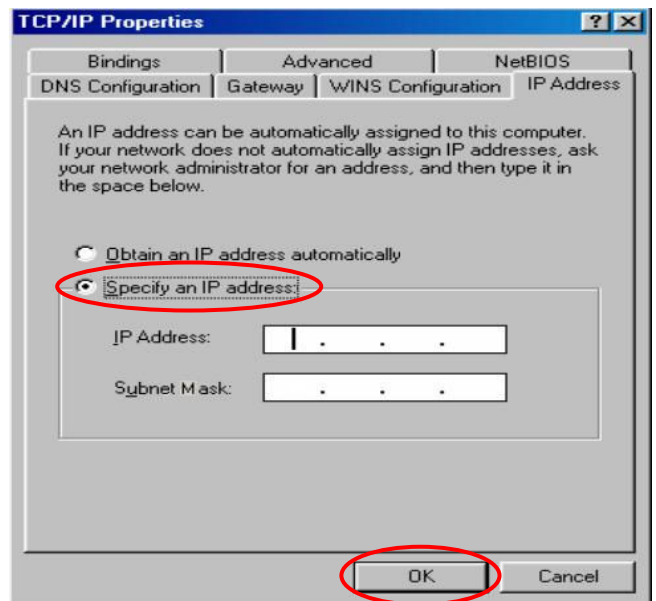 TCP/IP Properties
? ×
Bindings Advanced NetBIOS
DNS Configuration Gateway WINS Configuration IP Address
An IP address can be automatically assigned to this computer.
If your network does not automatically assign IP addresses, ask
your network administrator for an address, and then type it in
the space below.
Obtain an IP address automatically
Specify an IP address:
IP Address: . . .
Subnet Mask: . . .
OK Cancel